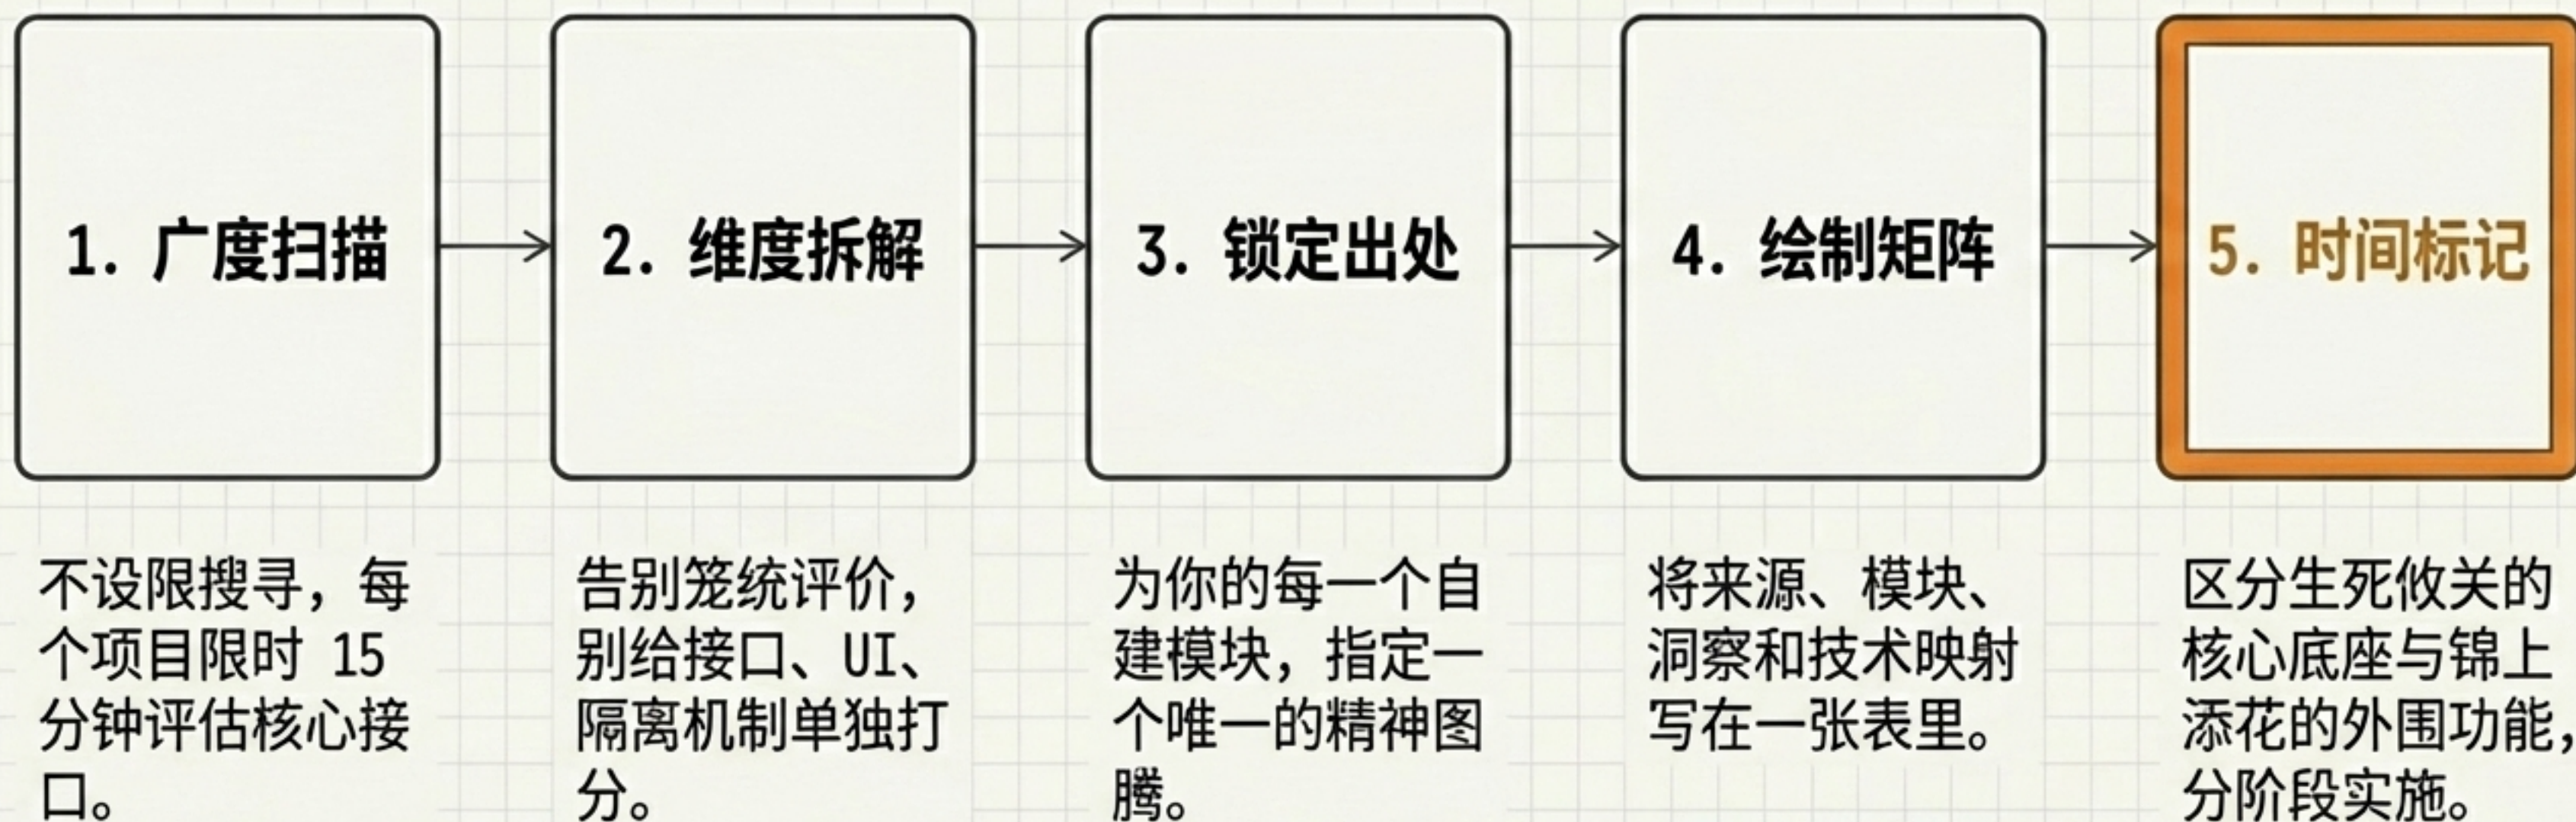 1. 广度扫描
2. 维度拆解
3. 锁定出处
4. 绘制矩阵
5. 时间标记
不设限搜寻，每
个项目限时 15
分钟评估核心接
口。
告别笼统评价，
别给接口、UI、
隔离机制单独打
分。
为你的每一个自
建模块，指定一
个唯一的精神图
腾。
将来源、模块、
洞察和技术映射
写在一张表里。
区分生死攸关的
核心底座与锦上
添花的外围功能，
分阶段实施。